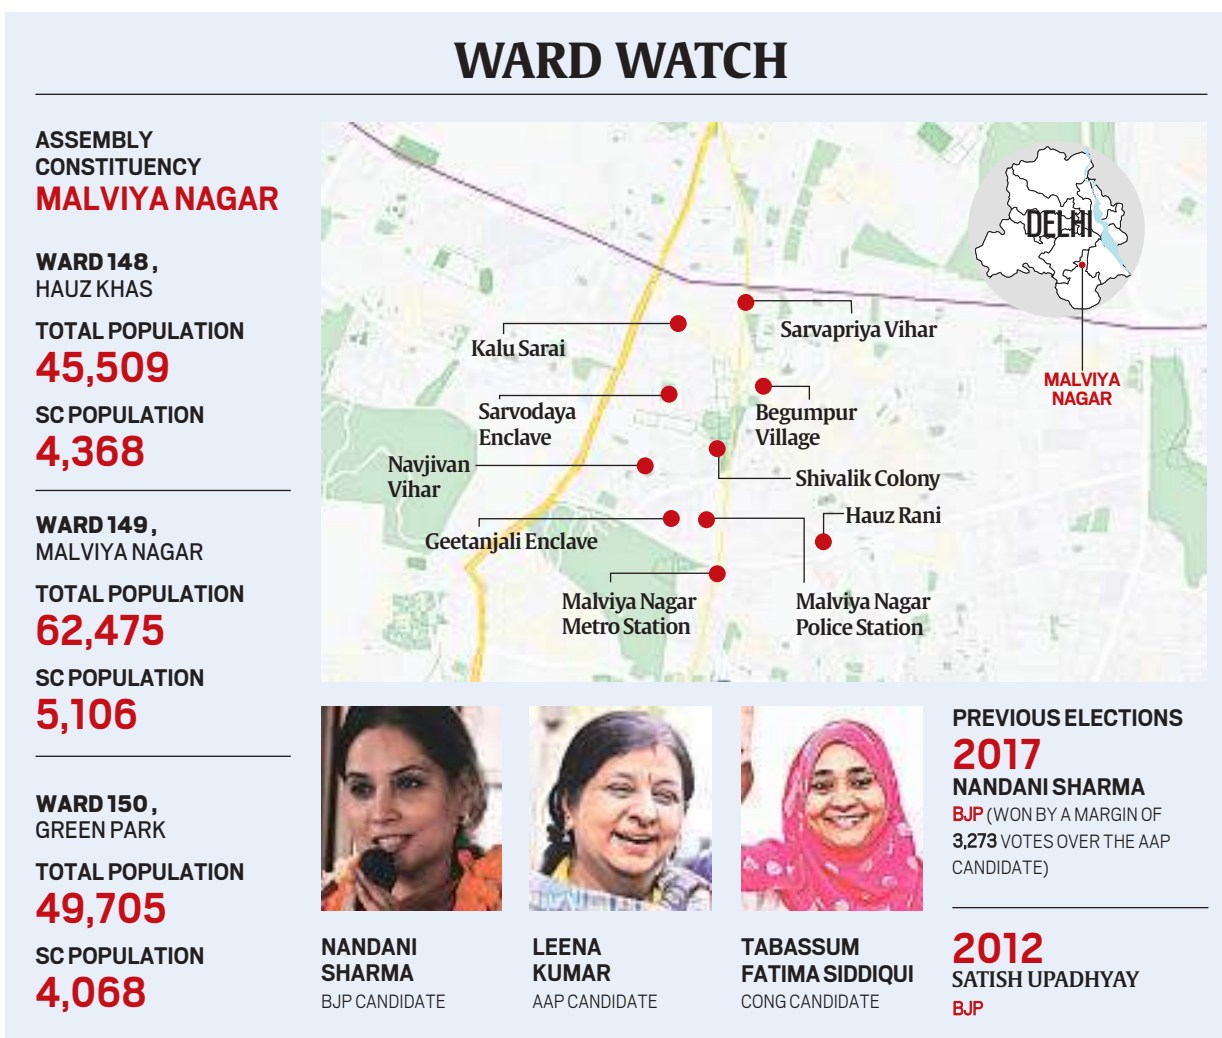 WARD WATCH
ASSEMBLY
CONSTITUENCY
MALVIYA NAGAR
WARD 148,
HAUZ KHAS
TOTAL POPULATION
45,509
SC POPULATION
4,368
WARD 149,
MALVIYA NAGAR
TOTAL POPULATION
62,475
SC POPULATION
5,106
WARD 150,
GREEN PARK
TOTAL POPULATION
49,705
SC POPULATION
4,068
DELHI
MALVIYA
NAGAR
Sarvapriya Vihar
Kalu Sarai
Sarvodaya
Enclave
Begumpur
Village
Navjivan
Vihar
Shivalik Colony
Hauz Rani
Geetanjali Enclave
Malviya Nagar
Metro Station
Malviya Nagar
Police Station
NANDANI
SHARMA
BJP CANDIDATE
LEENA
KUMAR
AAP CANDIDATE
TABASSUM
FATIMA SIDDIQUI
CONG CANDIDATE
PREVIOUS ELECTIONS
2017
NANDANI SHARMA
BJP (WON BY A MARGIN OF
3,273 VOTES OVER THE AAP
CANDIDATE)
2012
SATISH UPADHYAY
BJP